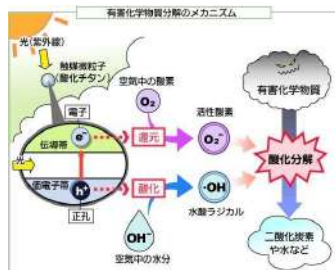 有害化学物質分解のメカニズム
光(紫外線)
触媒微粒子
(酸化チタン)
空気中の酸素
O₂
活性酸素
O₂⁻
有害化学物質
電子
e⁻
伝導帯
還元
酸化分解
光
価電子帯
h⁺
酸化
・OH
正孔
水酸ラジカル
OH⁻
空気中の水分
二酸化炭素
や水など